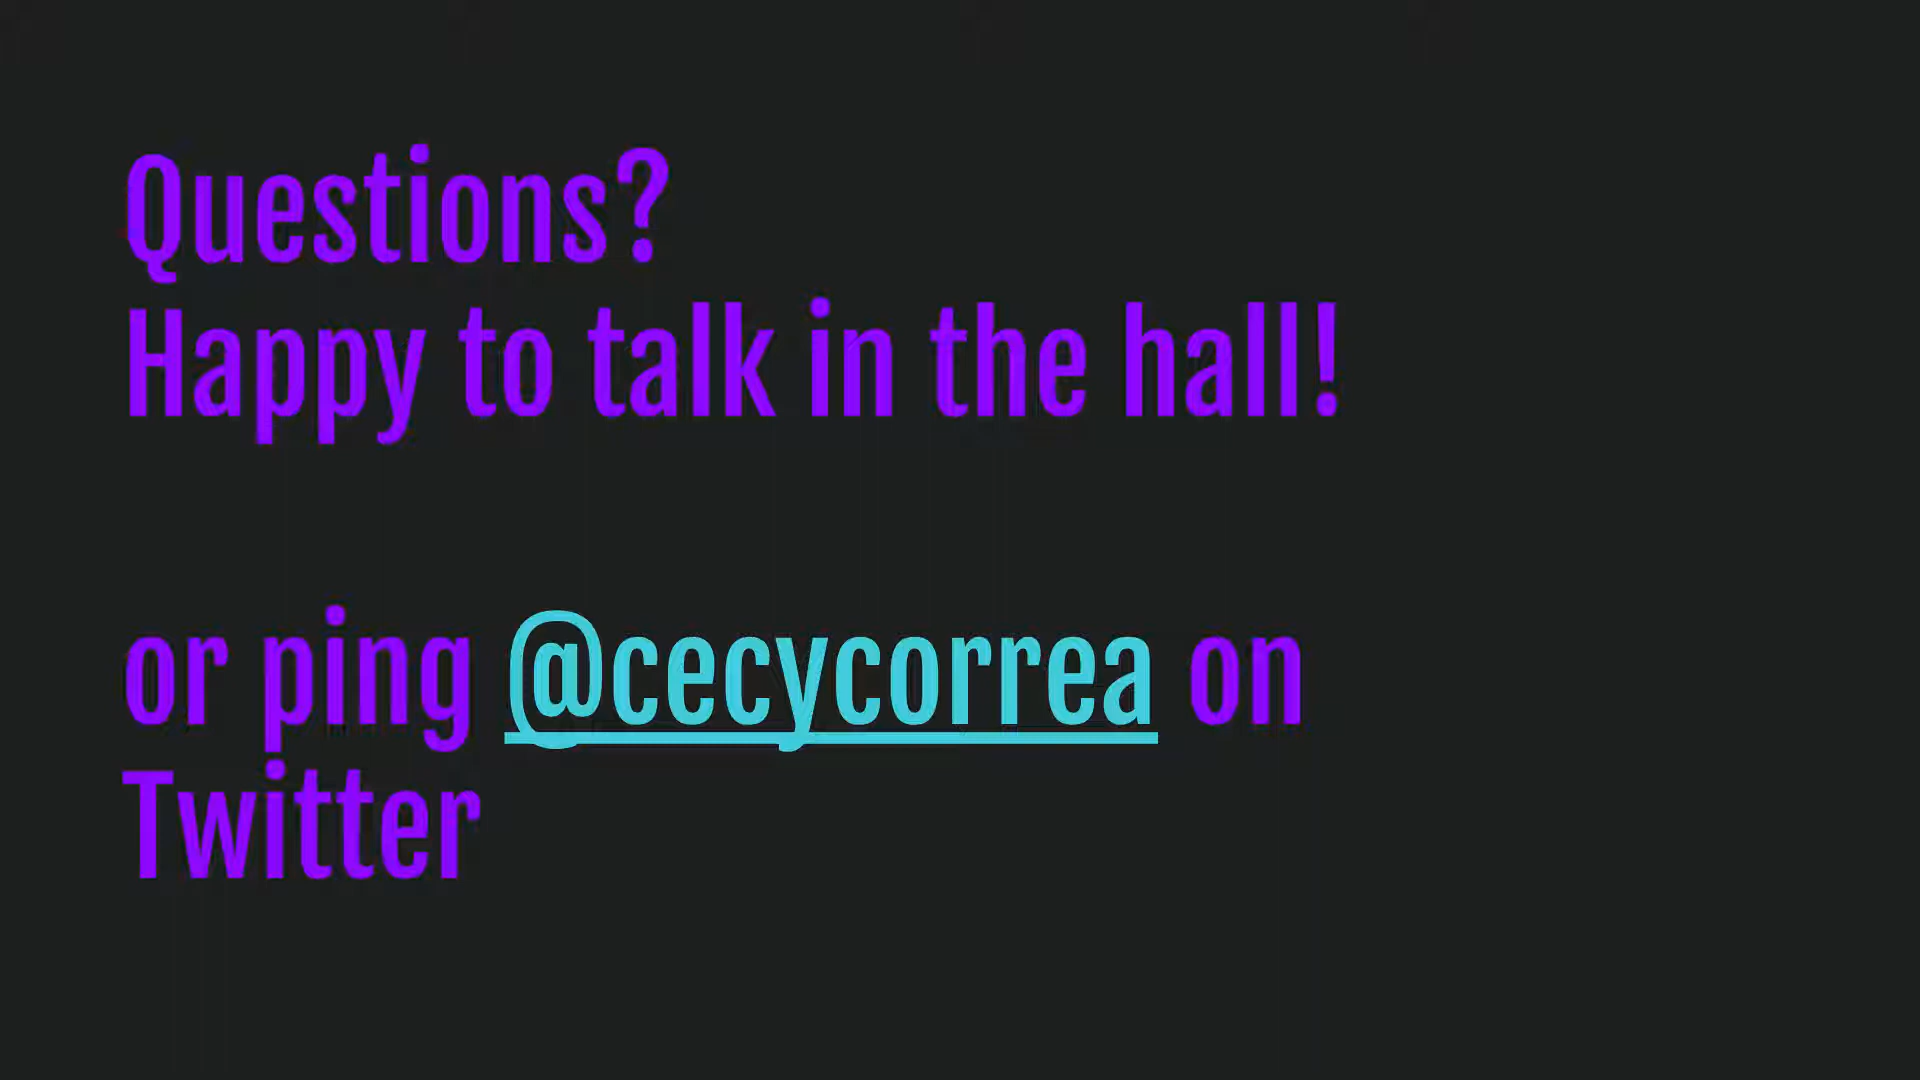 Questions?
Happy to talk in the hall!
or ping @cecycorrea on
Twitter